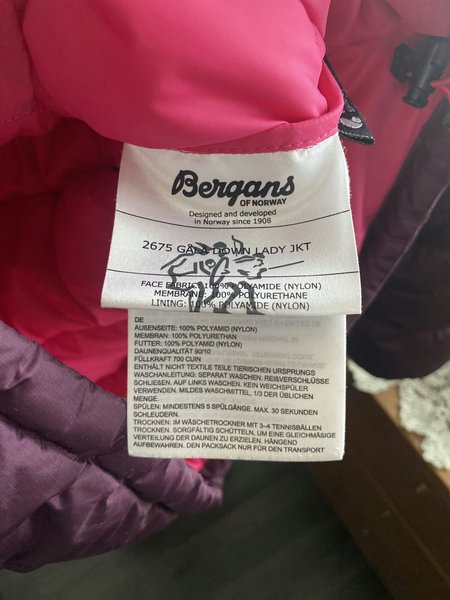 Bergans
OF NORWAY
Designed and developed
in Norway since 1908
2675 GÅLÅ DOWN LADY JKT
FACE FABRIC: 100% POLYAMIDE (NYLON)
MEMBRANE: 100% POLYURETHANE
LINING: 100% POLYAMIDE (NYLON)
DE
AUßENSEITE: 100% POLYAMID (NYLON)
MEMBRAN: 100% POLYURETHAN
FUTTER: 100% POLYAMID (NYLON)
DAUNENQUALITÄT 90/10
FÜLLKRAFT 700 CUIN
ENTHÄLT NICHT TEXTILE TEILE TIERISCHEN URSPRUNGS
WASCHANLEITUNG: SEPARAT WASCHEN. REIßVERSCHLÜSSE
SCHLIEßEN. AUF LINKS WASCHEN. KEIN WEICHSPÜLER
VERWENDEN. MILDES WASCHMITTEL, 1/3 DER ÜBLICHEN
MENGE.
SPÜLEN: MINDESTENS 5 SPÜLGÄNGE. MAX. 30 SEKUNDEN
SCHLEUDERN.
TROCKNEN: IM WÄSCHETROCKNER MIT 3-4 TENNISBÄLLEN
TROCKNEN. SORGFÄLTIG SCHÜTTELN, UM EINE GLEICHMÄßIGE
VERTEILUNG DER DAUNEN ZU ERZIELEN, HÄNGEND
AUFBEWAHREN. DEN PACKSACK NUR FÜR DEN TRANSPORT